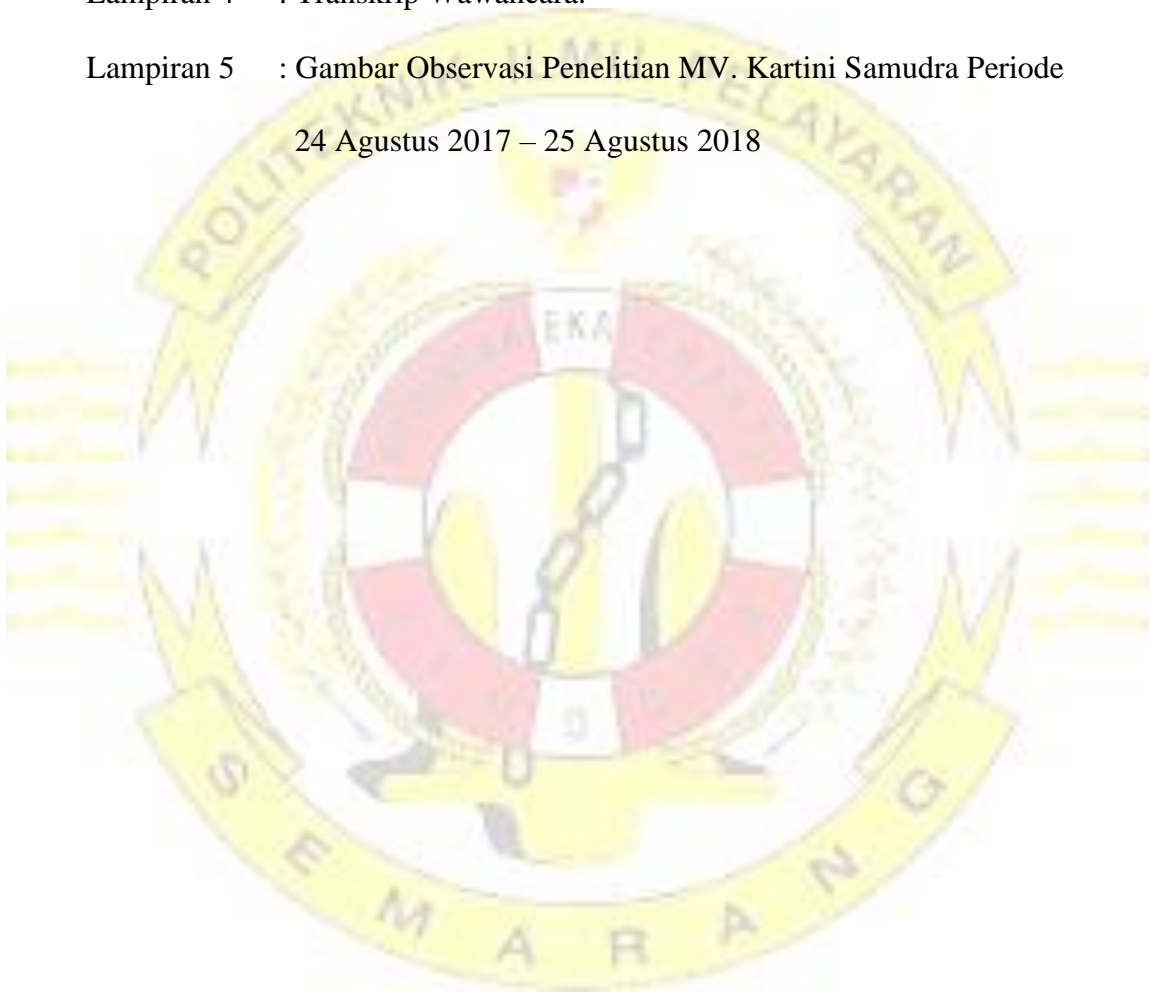 Lampiran 4 : Transkrip Wawancara.
Lampiran 5 : Gambar Observasi Penelitian MV. Kartini Samudra Periode
24 Agustus 2017 – 25 Agustus 2018
POLITEKNIK ILMU PELAYARAN
EKA
SEMARANG